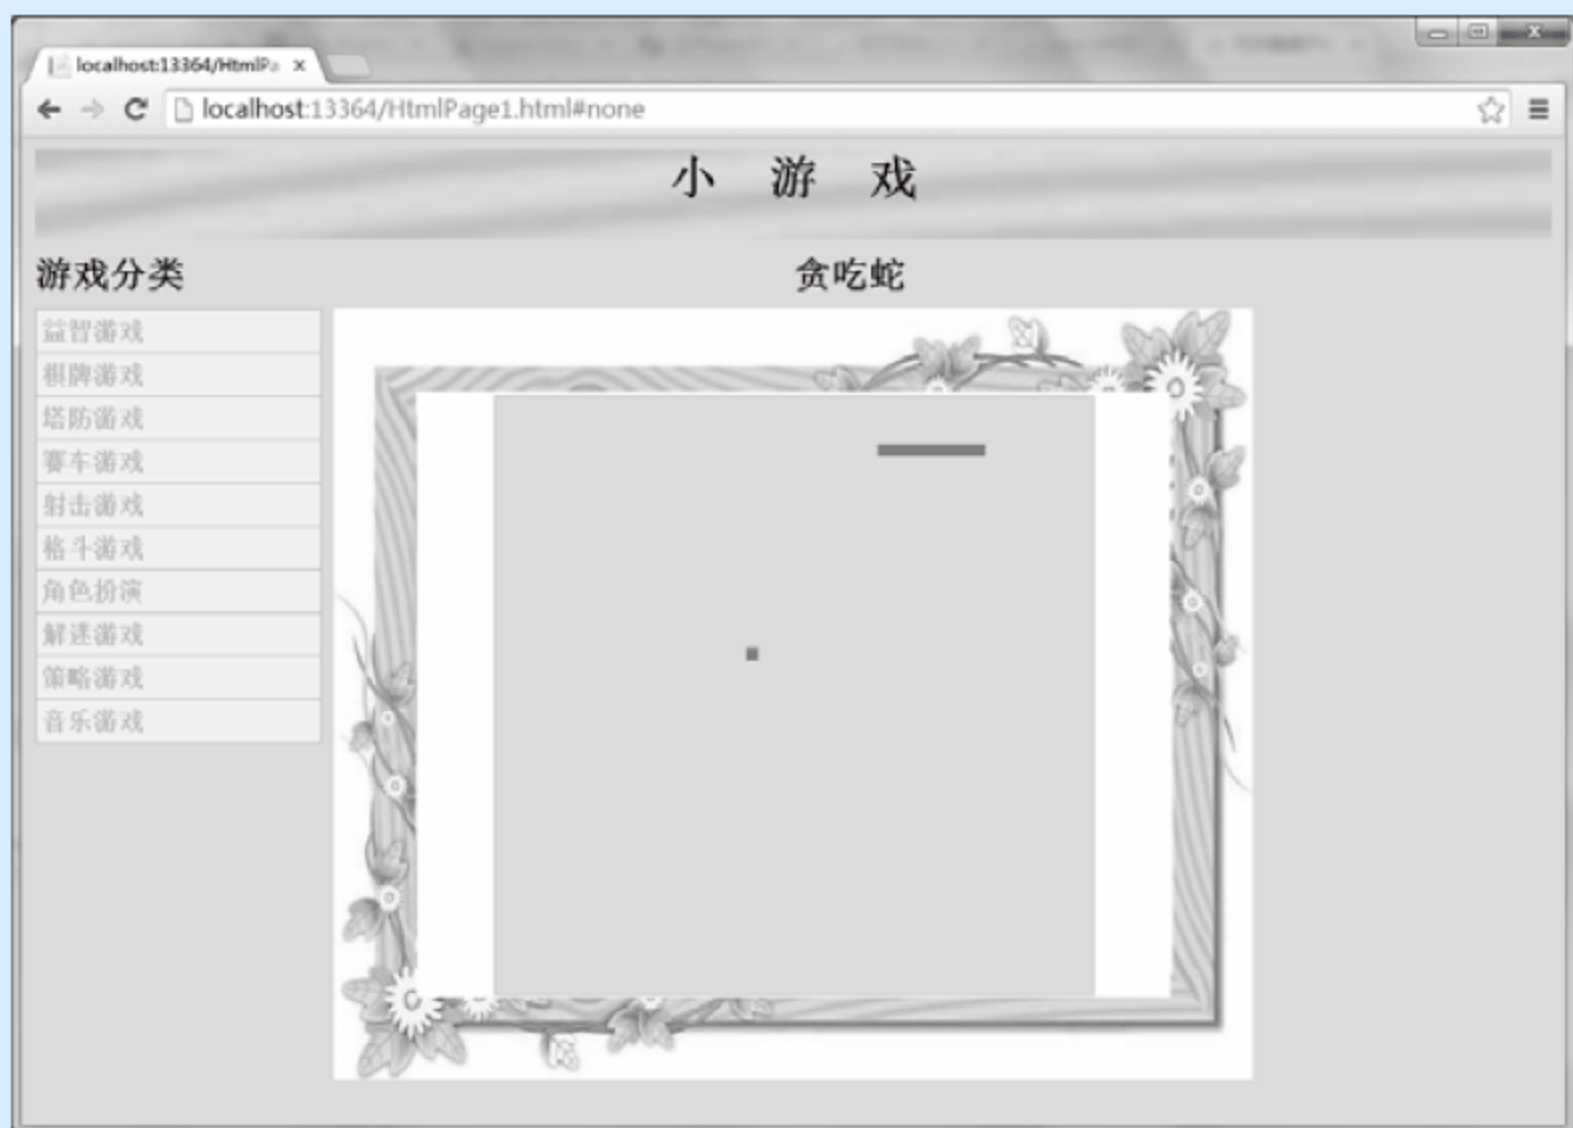 localhost:13364/HtmlPa
localhost:13364/HtmlPage1.html#none
小 游 戏
游戏分类
贪吃蛇
益智游戏
棋牌游戏
塔防游戏
赛车游戏
射击游戏
格斗游戏
角色扮演
解迷游戏
策略游戏
音乐游戏